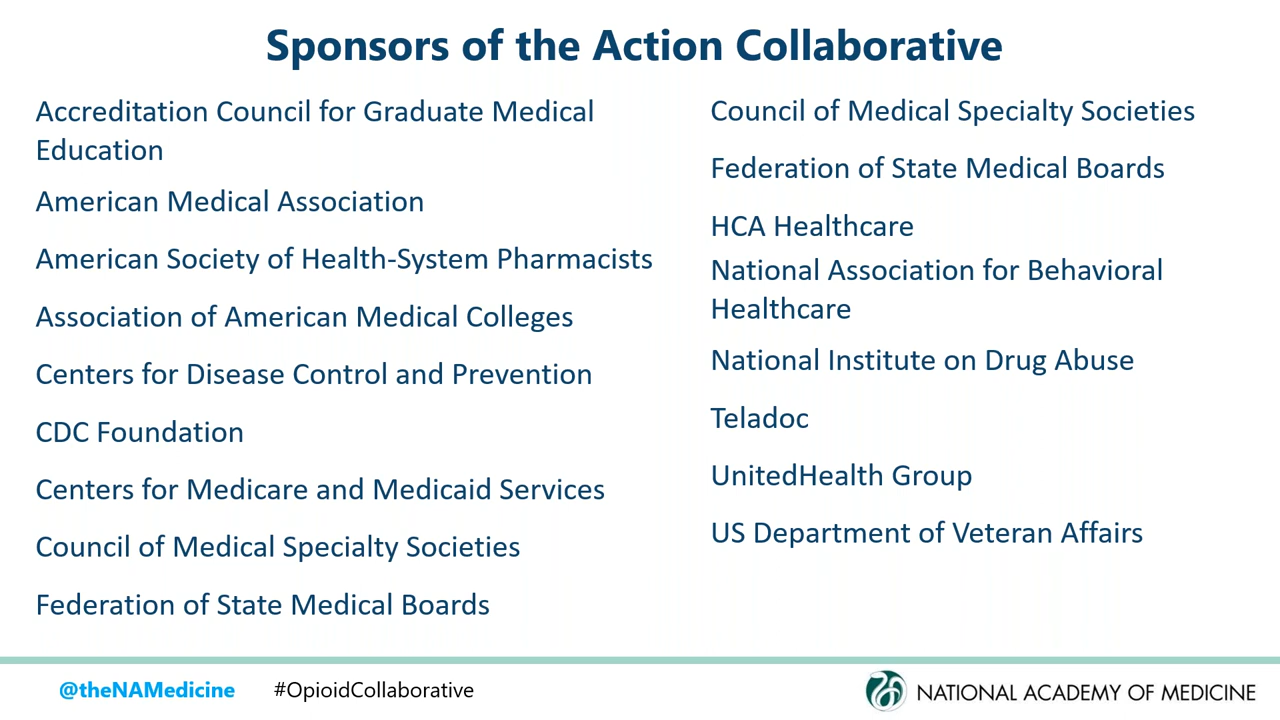 Sponsors of the Action Collaborative
Accreditation Council for Graduate Medical
Education
American Medical Association
American Society of Health-System Pharmacists
Association of American Medical Colleges
Centers for Disease Control and Prevention
CDC Foundation
Centers for Medicare and Medicaid Services
Council of Medical Specialty Societies
Federation of State Medical Boards
Council of Medical Specialty Societies
Federation of State Medical Boards
HCA Healthcare
National Association for Behavioral
Healthcare
National Institute on Drug Abuse
Teladoc
UnitedHealth Group
US Department of Veteran Affairs
@theNAMedicine #OpioidCollaborative
NATIONAL ACADEMY OF MEDICINE